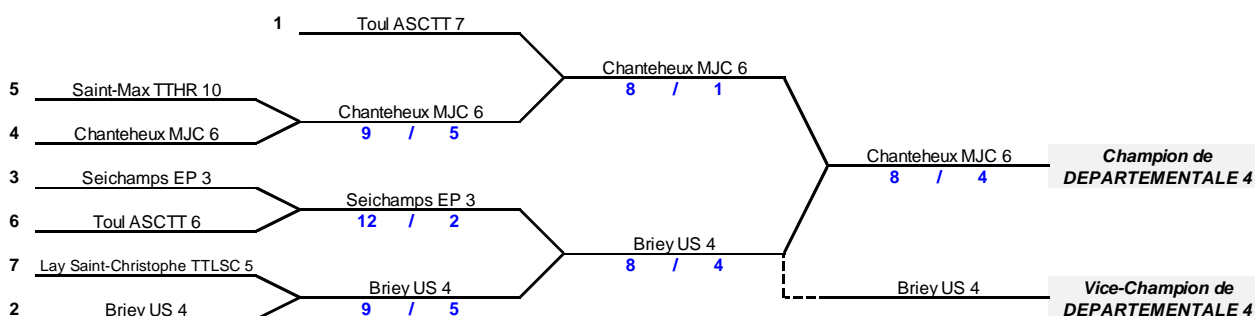 1 Toul ASCTT 7
Chanteheux MJC 6
5 Saint-Max TTHR 10
8 / 1
Chanteheux MJC 6
4 Chanteheux MJC 6
9 / 5
Chanteheux MJC 6
Champion de
3 Seichamps EP 3
8 / 4
DEPARTEMENTALE 4
Seichamps EP 3
6 Toul ASCTT 6
12 / 2
Briey US 4
7 Lay Saint-Christophe TTLSC 5
8 / 4
Briey US 4
Briey US 4
Vice-Champion de
2 Briey US 4
9 / 5
DEPARTEMENTALE 4